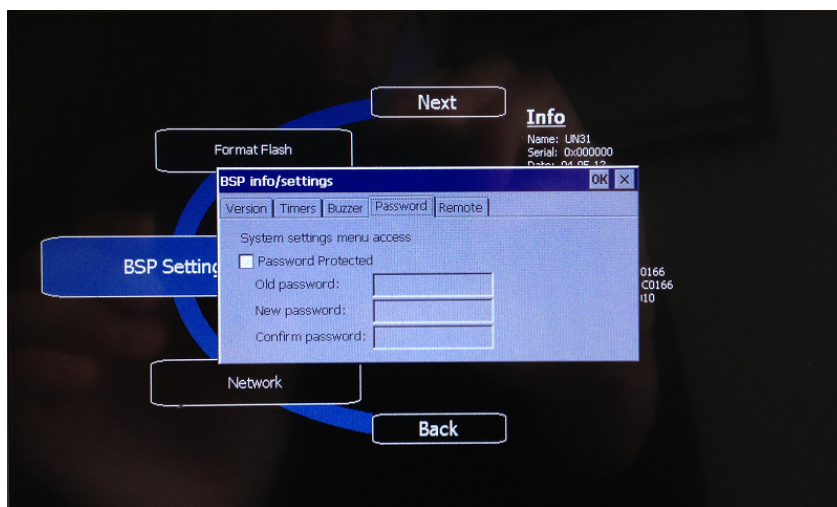 Next
Info
Name: UN31
Serial: 0x000000
Format Flash
BSP info/settings OK
Version Timers Buzzer Password Remote
System settings menu access
Password Protected
Old password:
New password:
Confirm password:
BSP
0166
C0166
Network
Back